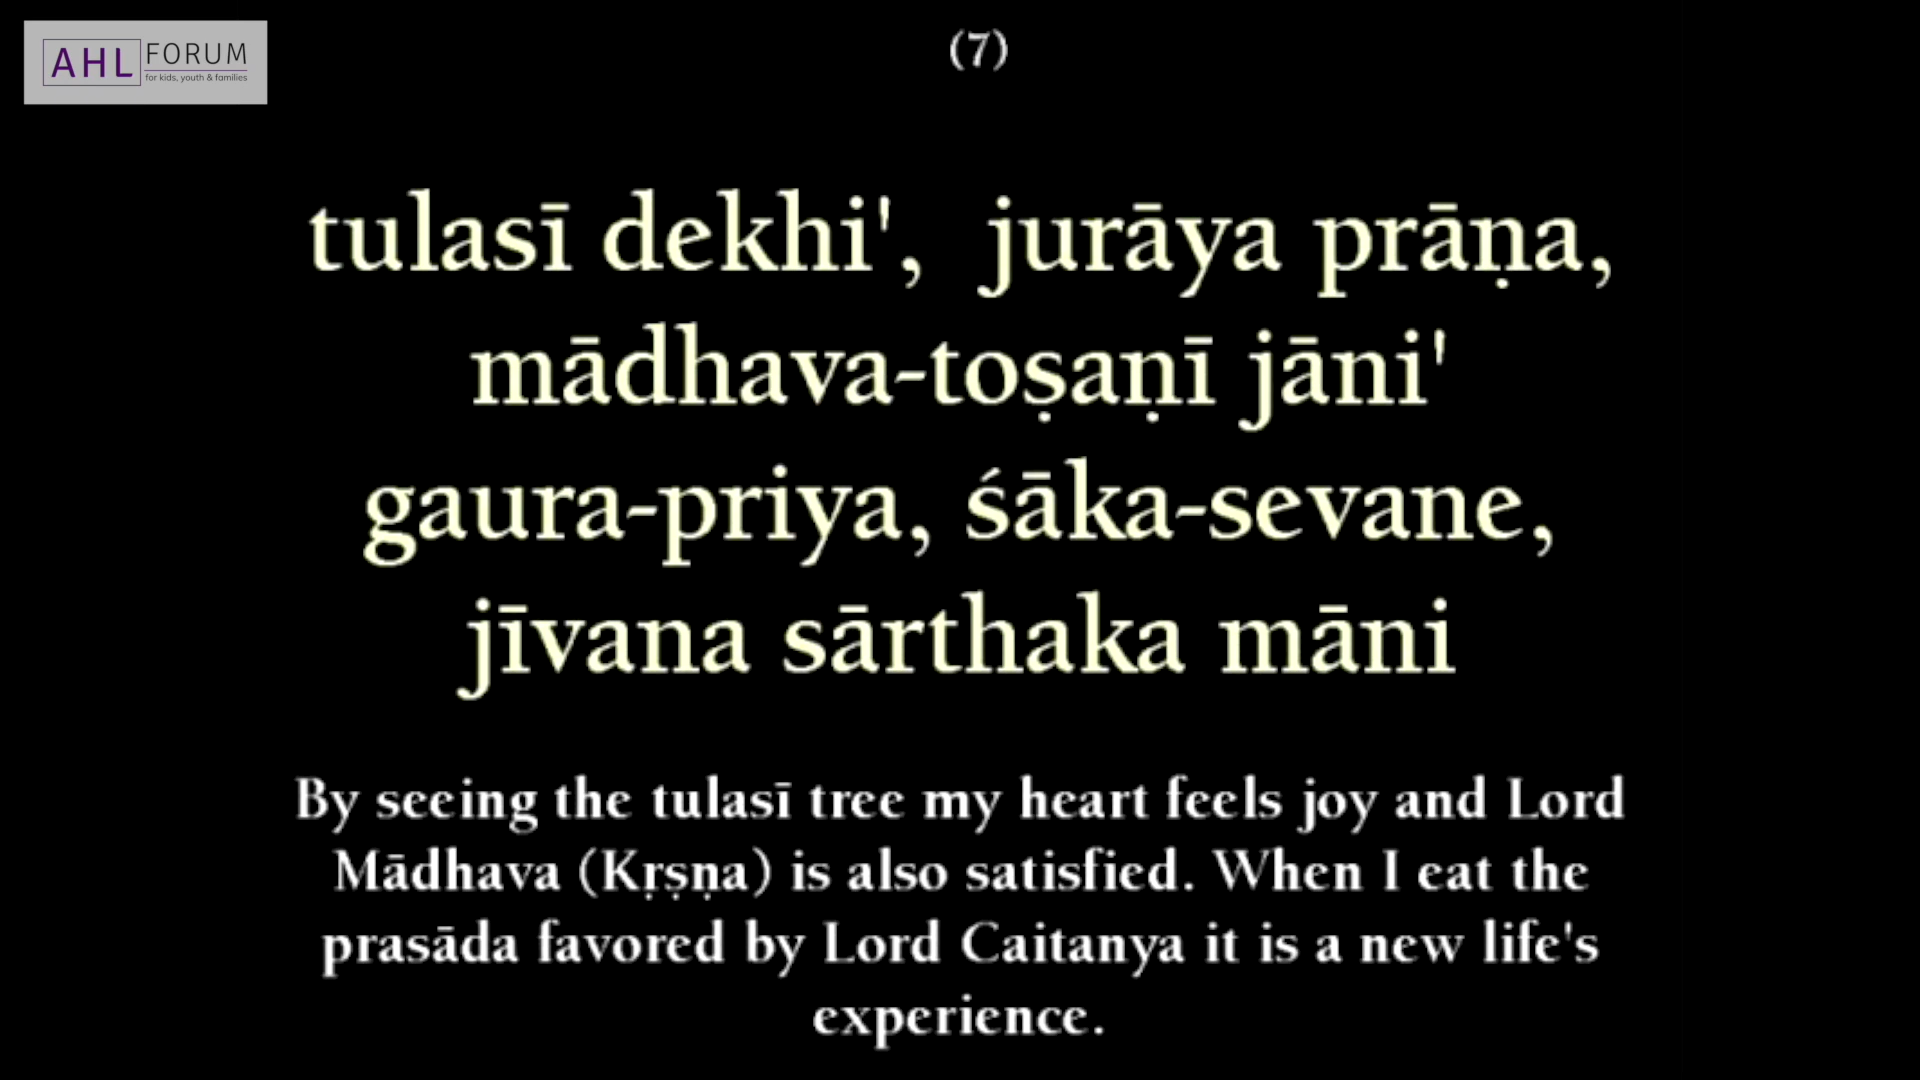 AHL FORUM
for kids, youth & families
(7)
tulasī dekhi', jurāya prāṇa,
mādhava-toṣaṇī jāni'
gaura-priya, śāka-sevane,
jīvana sārthaka māni
By seeing the tulasī tree my heart feels joy and Lord
Mādhava (Kṛṣṇa) is also satisfied. When I eat the
prasāda favored by Lord Caitanya it is a new life's
experience.